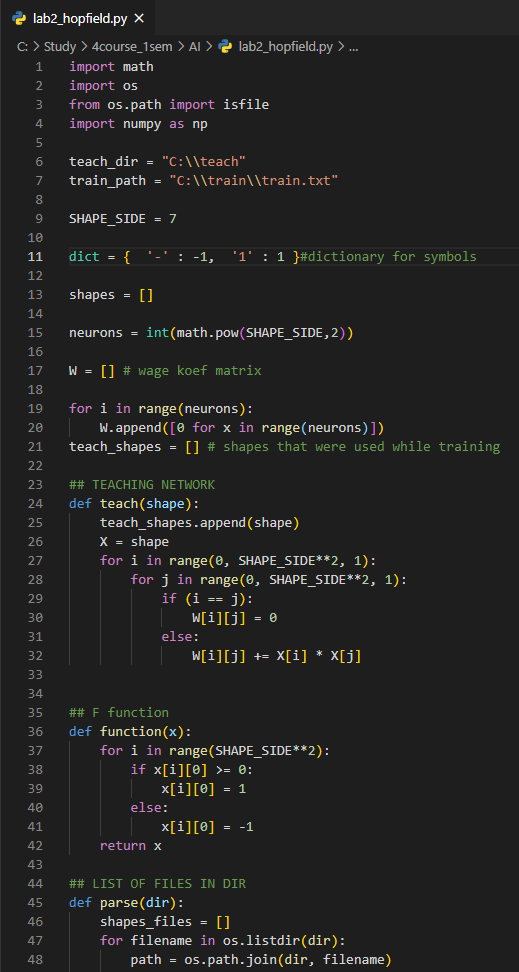 lab2_hopfield.py ×
C: > Study > 4course_1sem > AI > lab2_hopfield.py > ...
1 import math
2 import os
3 from os.path import isfile
4 import numpy as np
5
6 teach_dir = "C:\\teach"
7 train_path = "C:\\train\\train.txt"
8
9 SHAPE_SIDE = 7
10
11 dict = {  '-' : -1,  '1' : 1 }#dictionary for symbols
12
13 shapes = []
14
15 neurons = int(math.pow(SHAPE_SIDE,2))
16
17 W = [] # wage koef matrix
18
19 for i in range(neurons):
20     W.append([0 for x in range(neurons)])
21 teach_shapes = [] # shapes that were used while training
22
23 ## TEACHING NETWORK
24 def teach(shape):
25     teach_shapes.append(shape)
26     X = shape
27     for i in range(0, SHAPE_SIDE**2, 1):
28         for j in range(0, SHAPE_SIDE**2, 1):
29             if (i == j):
30                 W[i][j] = 0
31             else:
32                 W[i][j] += X[i] * X[j]
33
34
35 ## F function
36 def function(x):
37     for i in range(SHAPE_SIDE**2):
38         if x[i][0] >= 0:
39             x[i][0] = 1
40         else:
41             x[i][0] = -1
42     return x
43
44 ## LIST OF FILES IN DIR
45 def parse(dir):
46     shapes_files = []
47     for filename in os.listdir(dir):
48         path = os.path.join(dir, filename)